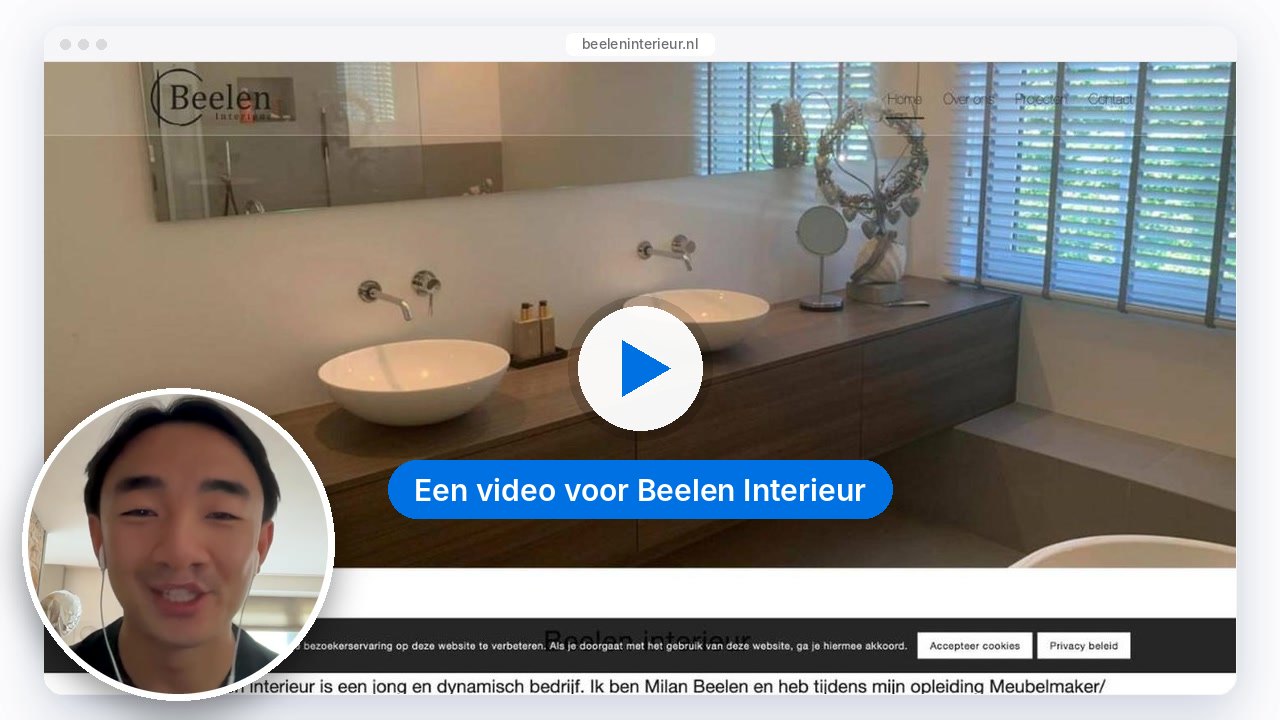 beeleninterieur.nl
Beelen
Interieur
Home Over ons Projecten Contact
Een video voor Beelen Interieur
Beelen interieur
bezoekerservaring op deze website te verbeteren. Als je doorgaat met het gebruik van deze website, ga je hiermee akkoord.
Accepteer cookies
Privacy beleid
interieur is een jong en dynamisch bedrijf. Ik ben Milan Beelen en heb tijdens mijn opleiding Meubelmaker/